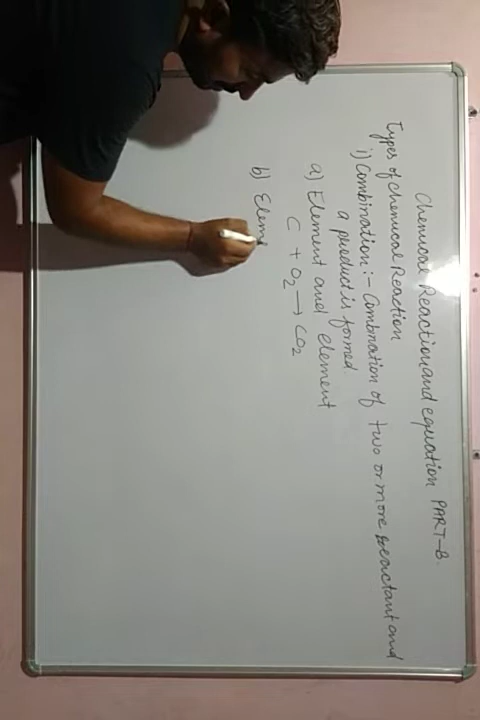 Chemical Reaction and equation PART-B.
Types of chemical Reaction
i) Combination :- Combination of two or more reactant and
a product is formed.
a) Element and element
C + O2 → CO2
b) Elem